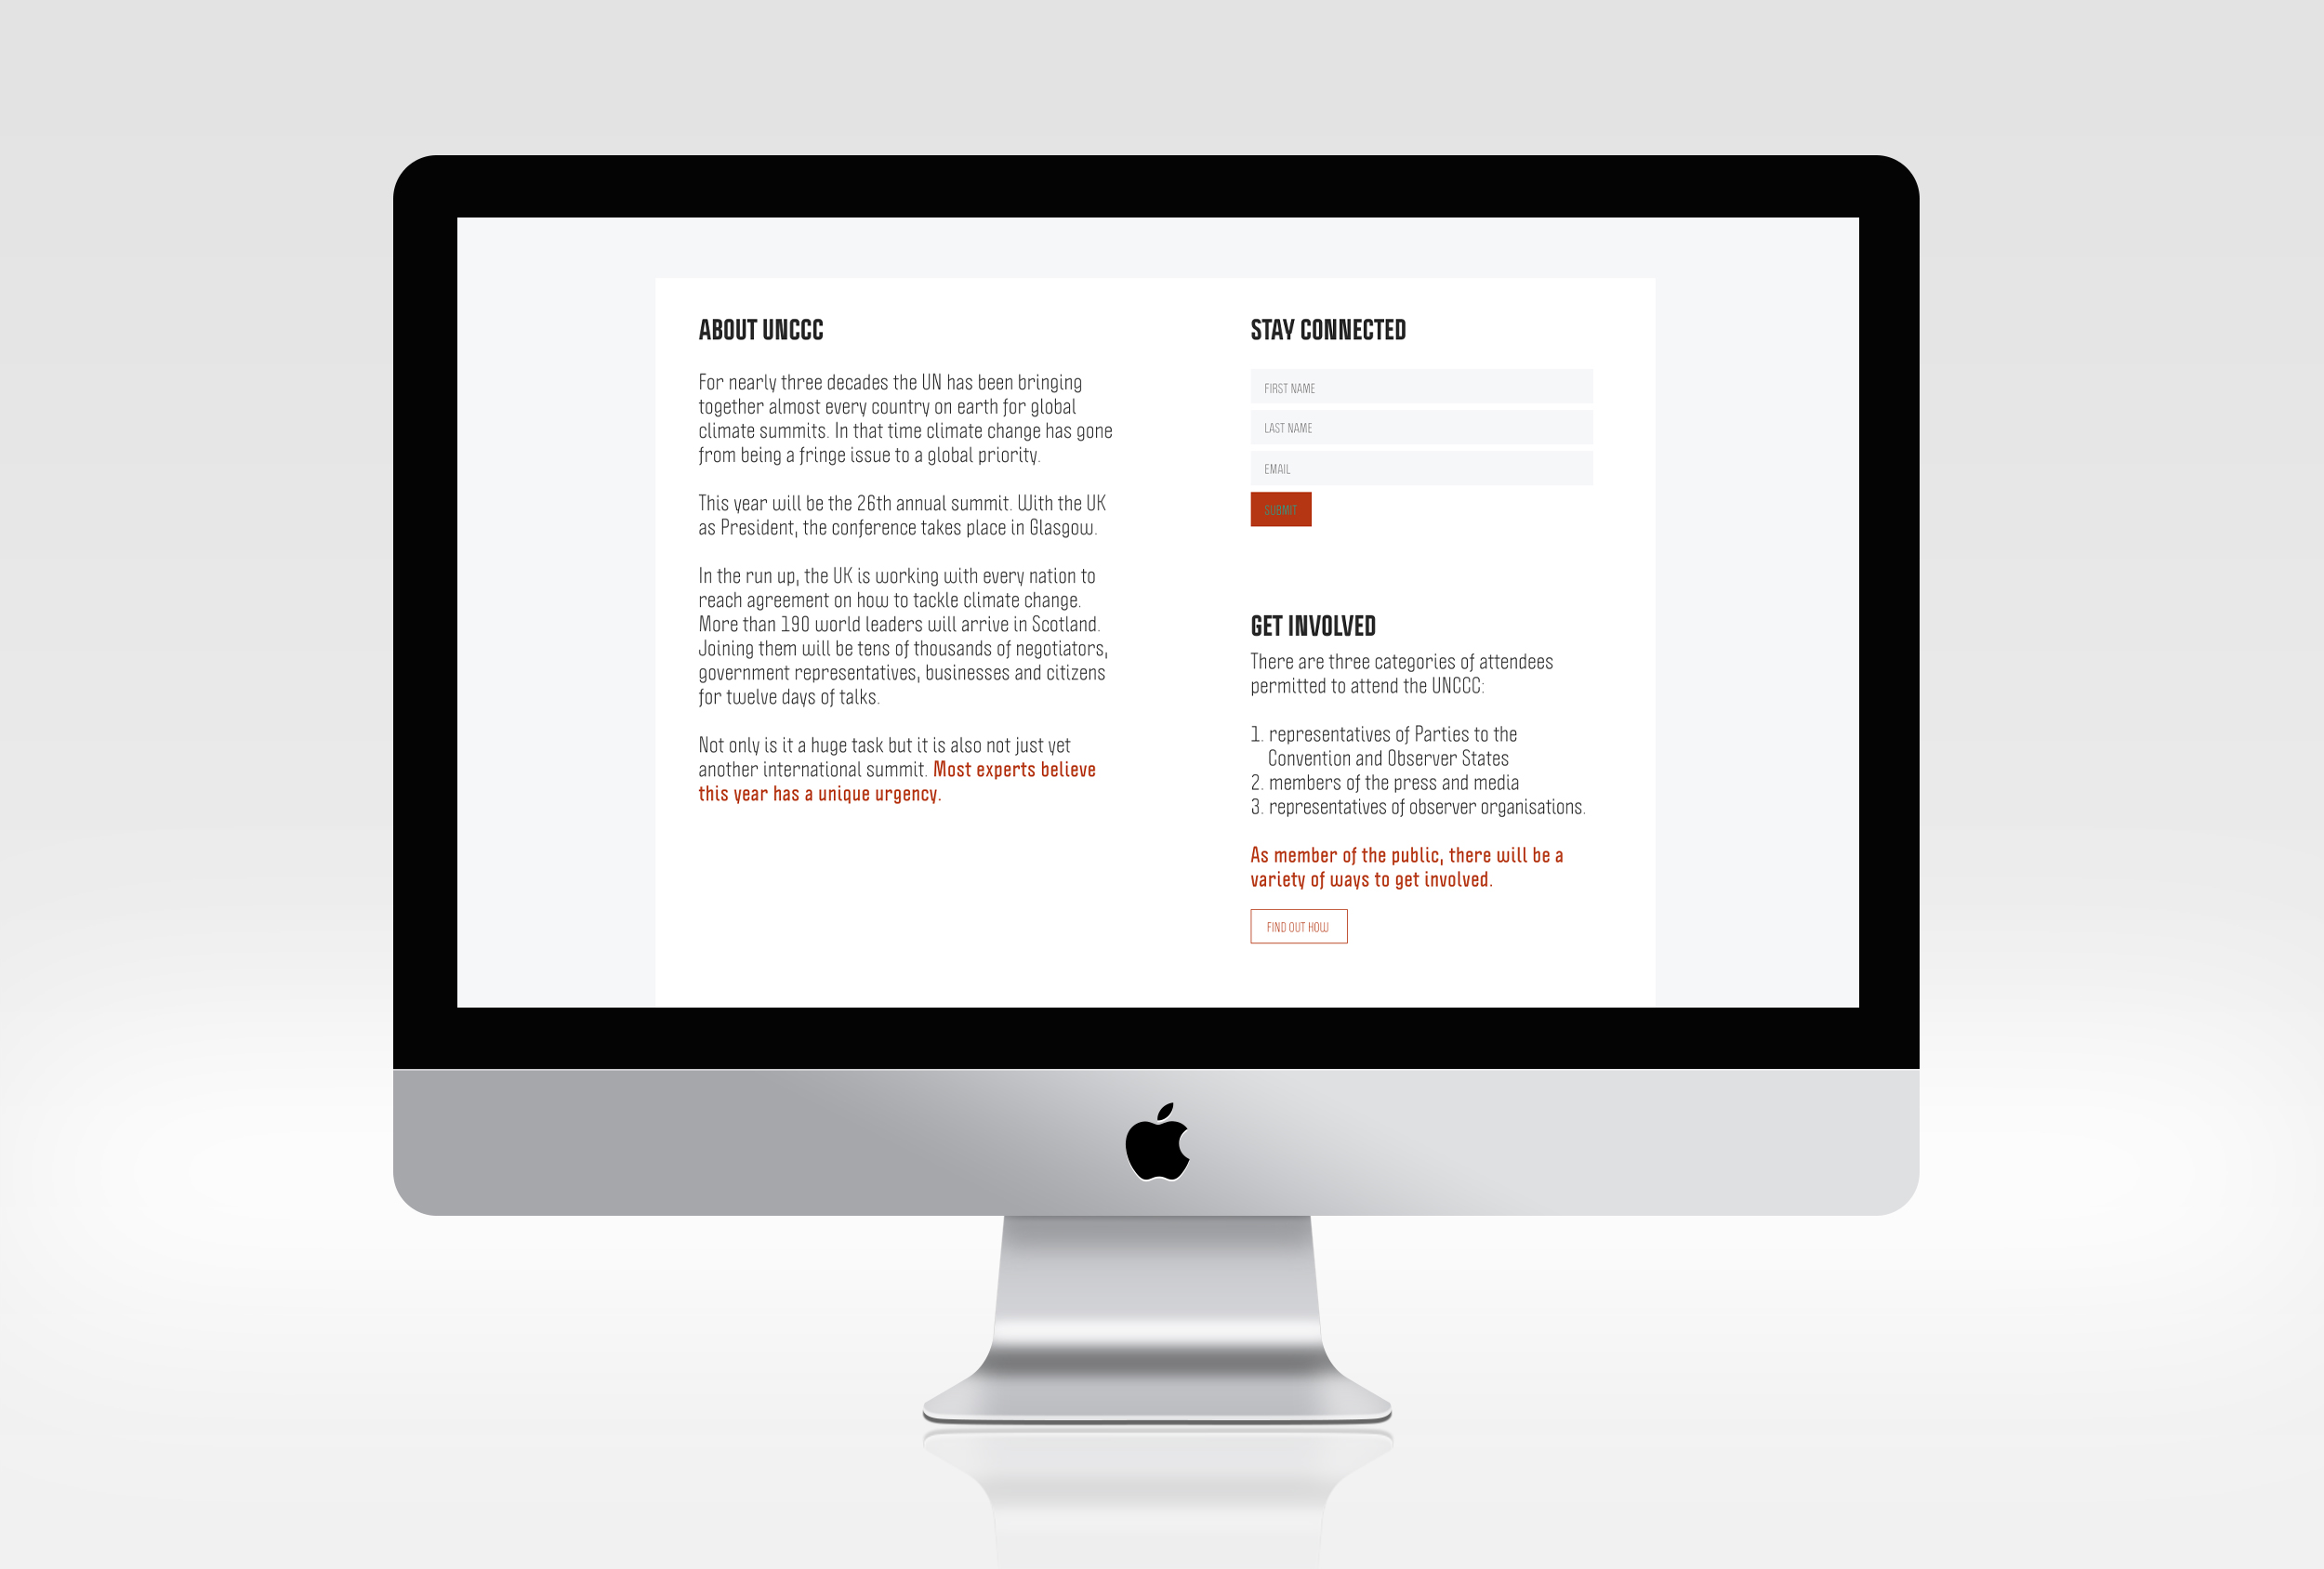 ABOUT UNCCC
For nearly three decades the UN has been bringing
together almost every country on earth for global
climate summits. In that time climate change has gone
from being a fringe issue to a global priority.
This year will be the 26th annual summit. With the UK
as President, the conference takes place in Glasgow.
In the run up, the UK is working with every nation to
reach agreement on how to tackle climate change.
More than 190 world leaders will arrive in Scotland.
Joining them will be tens of thousands of negotiators,
government representatives, businesses and citizens
for twelve days of talks.
Not only is it a huge task but it is also not just yet
another international summit. Most experts believe
this year has a unique urgency.
STAY CONNECTED
FIRST NAME
LAST NAME
EMAIL
SUBMIT
GET INVOLVED
There are three categories of attendees
permitted to attend the UNCCC:
1. representatives of Parties to the
Convention and Observer States
2. members of the press and media
3. representatives of observer organisations.
As member of the public, there will be a
variety of ways to get involved.
FIND OUT HOW